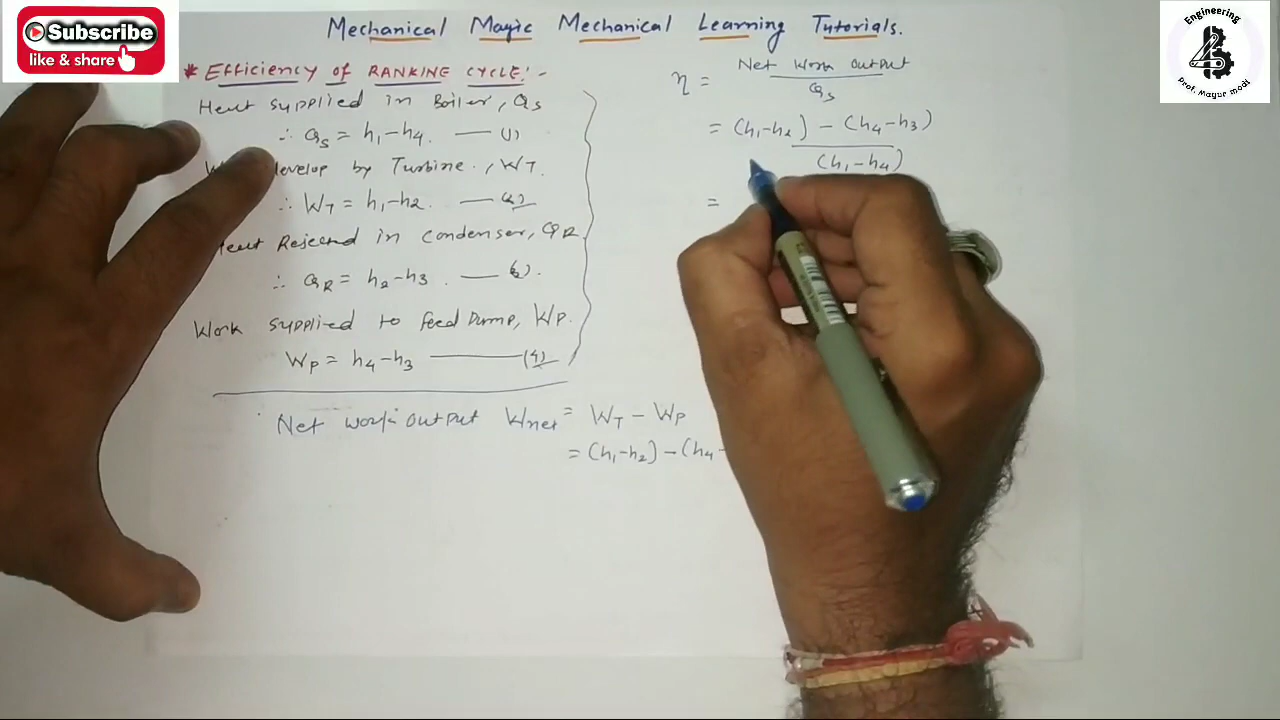 Subscribe
like & share
Mechanical Magic Mechanical Learning Tutorials.
Engineering
Prof. Mayur modi
* Efficiency of RANKINE CYCLE:-
Heat supplied in Boiler, Qs
∴ Qs = h1-h4. —— (1)
develop by Turbine, WT.
∴ WT = h1-h2. —— (2)
Heat Rejected in condenser, QR
∴ QR = h2-h3. —— (3).
Work supplied to feed Pump, WP.
WP = h4-h3 ——— (4)
Net work output Wnet = WT - WP
= (h1-h2) - (h4-
η = Net work output
Qs
= (h1-h2) - (h4-h3)
(h1-h4)
=